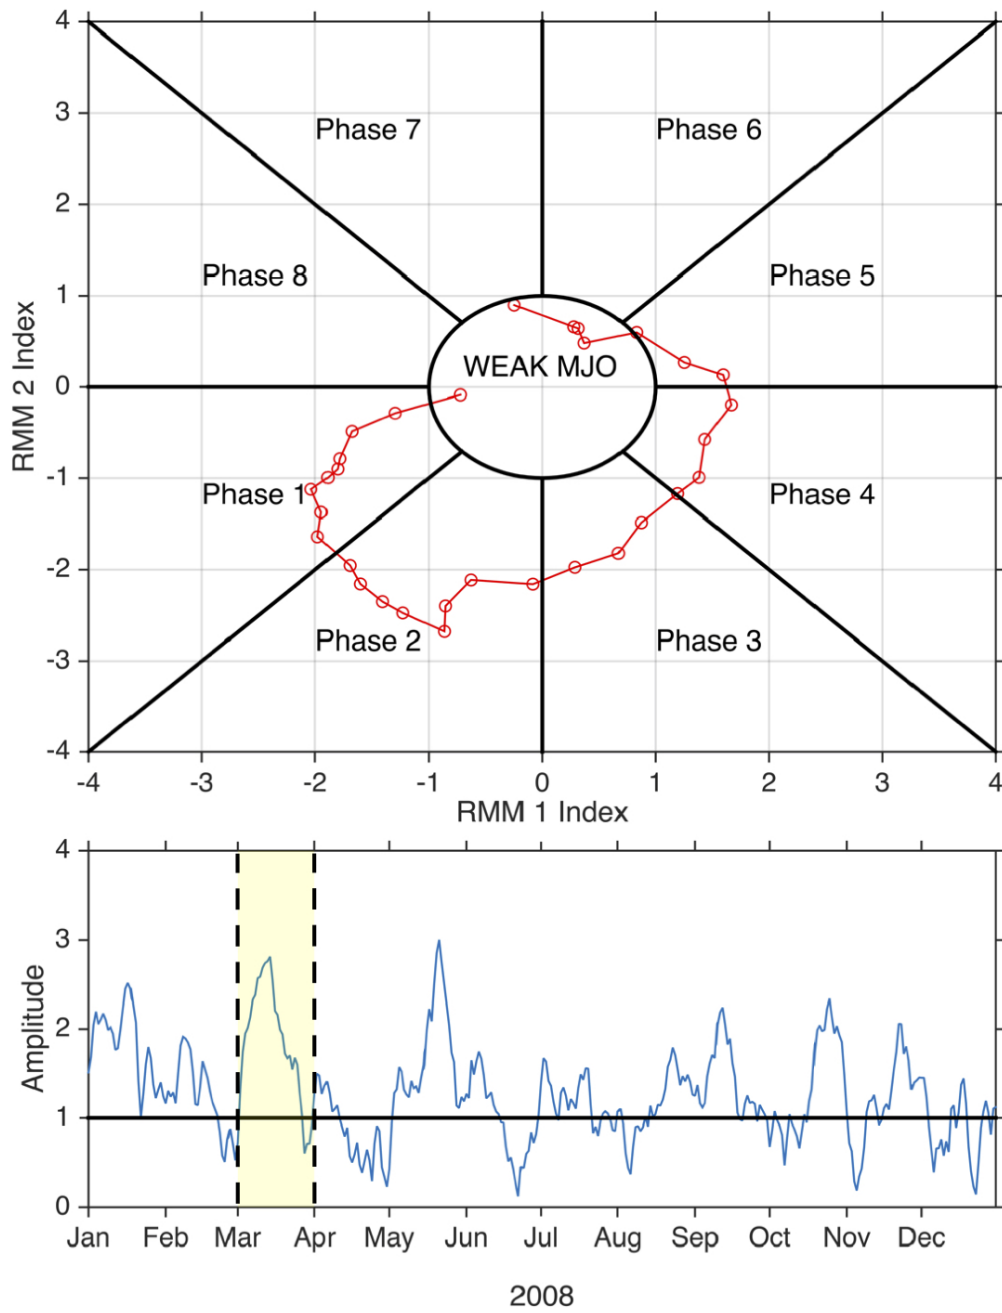 4
3
2
1
0
-1
-2
-3
-4
RMM 2 Index
Phase 7
Phase 6
Phase 8
Phase 5
WEAK MJO
Phase 1
Phase 4
Phase 2
Phase 3
-4 -3 -2 -1 0 1 2 3 4
RMM 1 Index
4
3
2
1
0
Amplitude
Jan Feb Mar Apr May Jun Jul Aug Sep Oct Nov Dec
2008